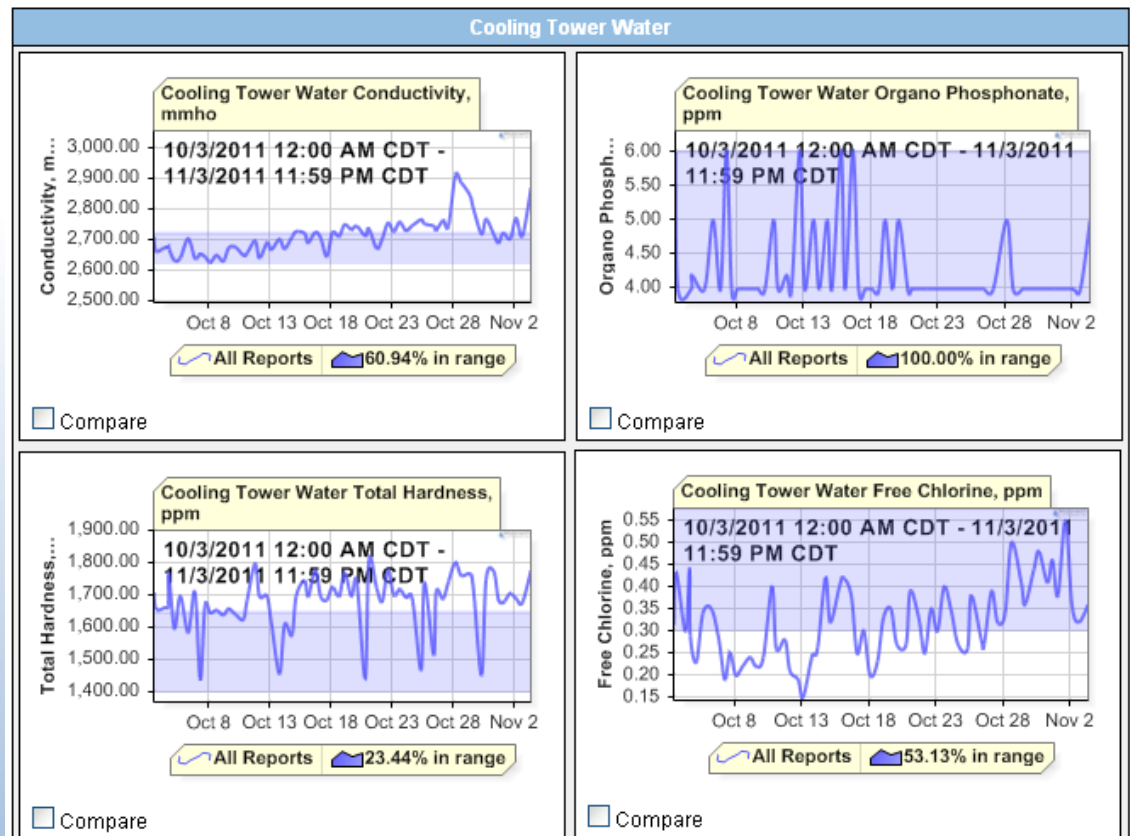 Cooling Tower Water
Cooling Tower Water Conductivity,
mmho
Conductivity, m...
3,000.00
2,900.00
2,800.00
2,700.00
2,600.00
2,500.00
10/3/2011 12:00 AM CDT -
11/3/2011 11:59 PM CDT
Oct 8 Oct 13 Oct 18 Oct 23 Oct 28 Nov 2
All Reports 60.94% in range
Compare
Cooling Tower Water Organo Phosphonate,
ppm
Organo Phosph...
6.00
5.50
5.00
4.50
4.00
10/3/2011 12:00 AM CDT - 11/3/2011
11:59 PM CDT
Oct 8 Oct 13 Oct 18 Oct 23 Oct 28 Nov 2
All Reports 100.00% in range
Compare
Cooling Tower Water Total Hardness,
ppm
Total Hardness,...
1,900.00
1,800.00
1,700.00
1,600.00
1,500.00
1,400.00
10/3/2011 12:00 AM CDT -
11/3/2011 11:59 PM CDT
Oct 8 Oct 13 Oct 18 Oct 23 Oct 28 Nov 2
All Reports 23.44% in range
Compare
Cooling Tower Water Free Chlorine, ppm
Free Chlorine, ppm
0.55
0.50
0.45
0.40
0.35
0.30
0.25
0.20
0.15
10/3/2011 12:00 AM CDT - 11/3/2011
11:59 PM CDT
Oct 8 Oct 13 Oct 18 Oct 23 Oct 28 Nov 2
All Reports 53.13% in range
Compare